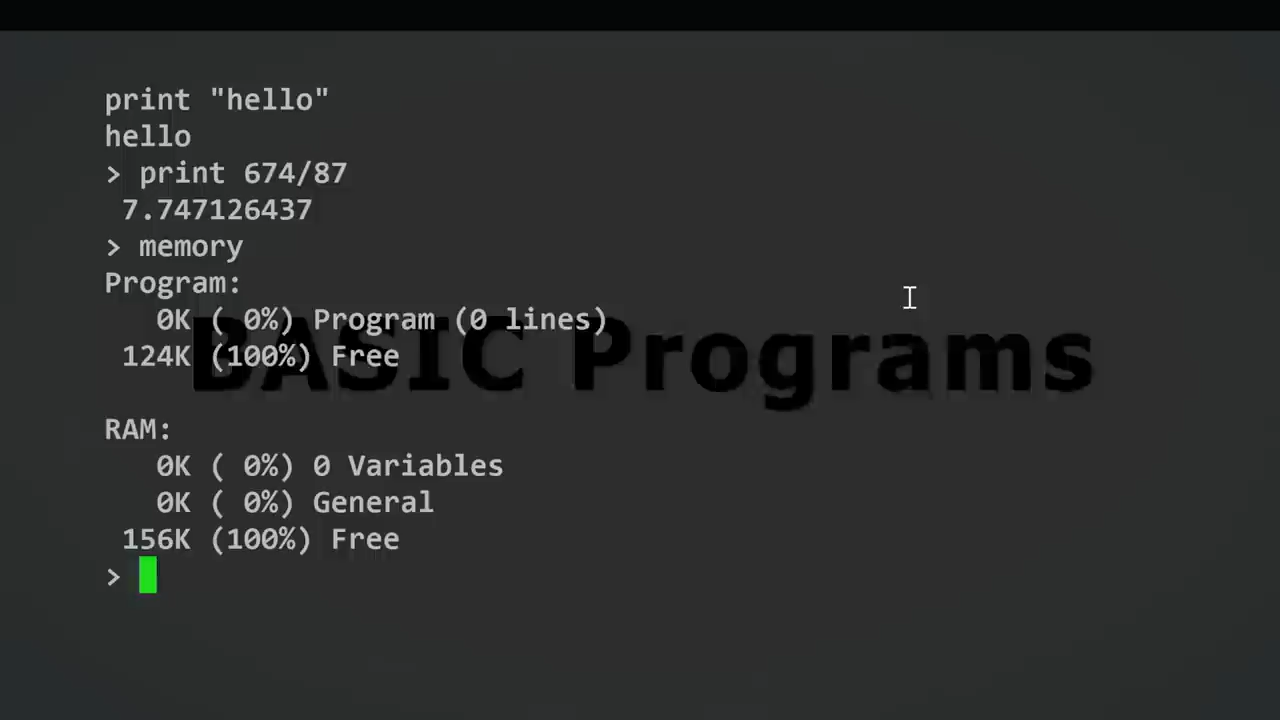 print "hello"
hello
> print 674/87
7.747126437
> memory
Program:
0K ( 0%) Program (0 lines)
124K (100%) Free
BASIC Programs
RAM:
0K ( 0%) 0 Variables
0K ( 0%) General
156K (100%) Free
>